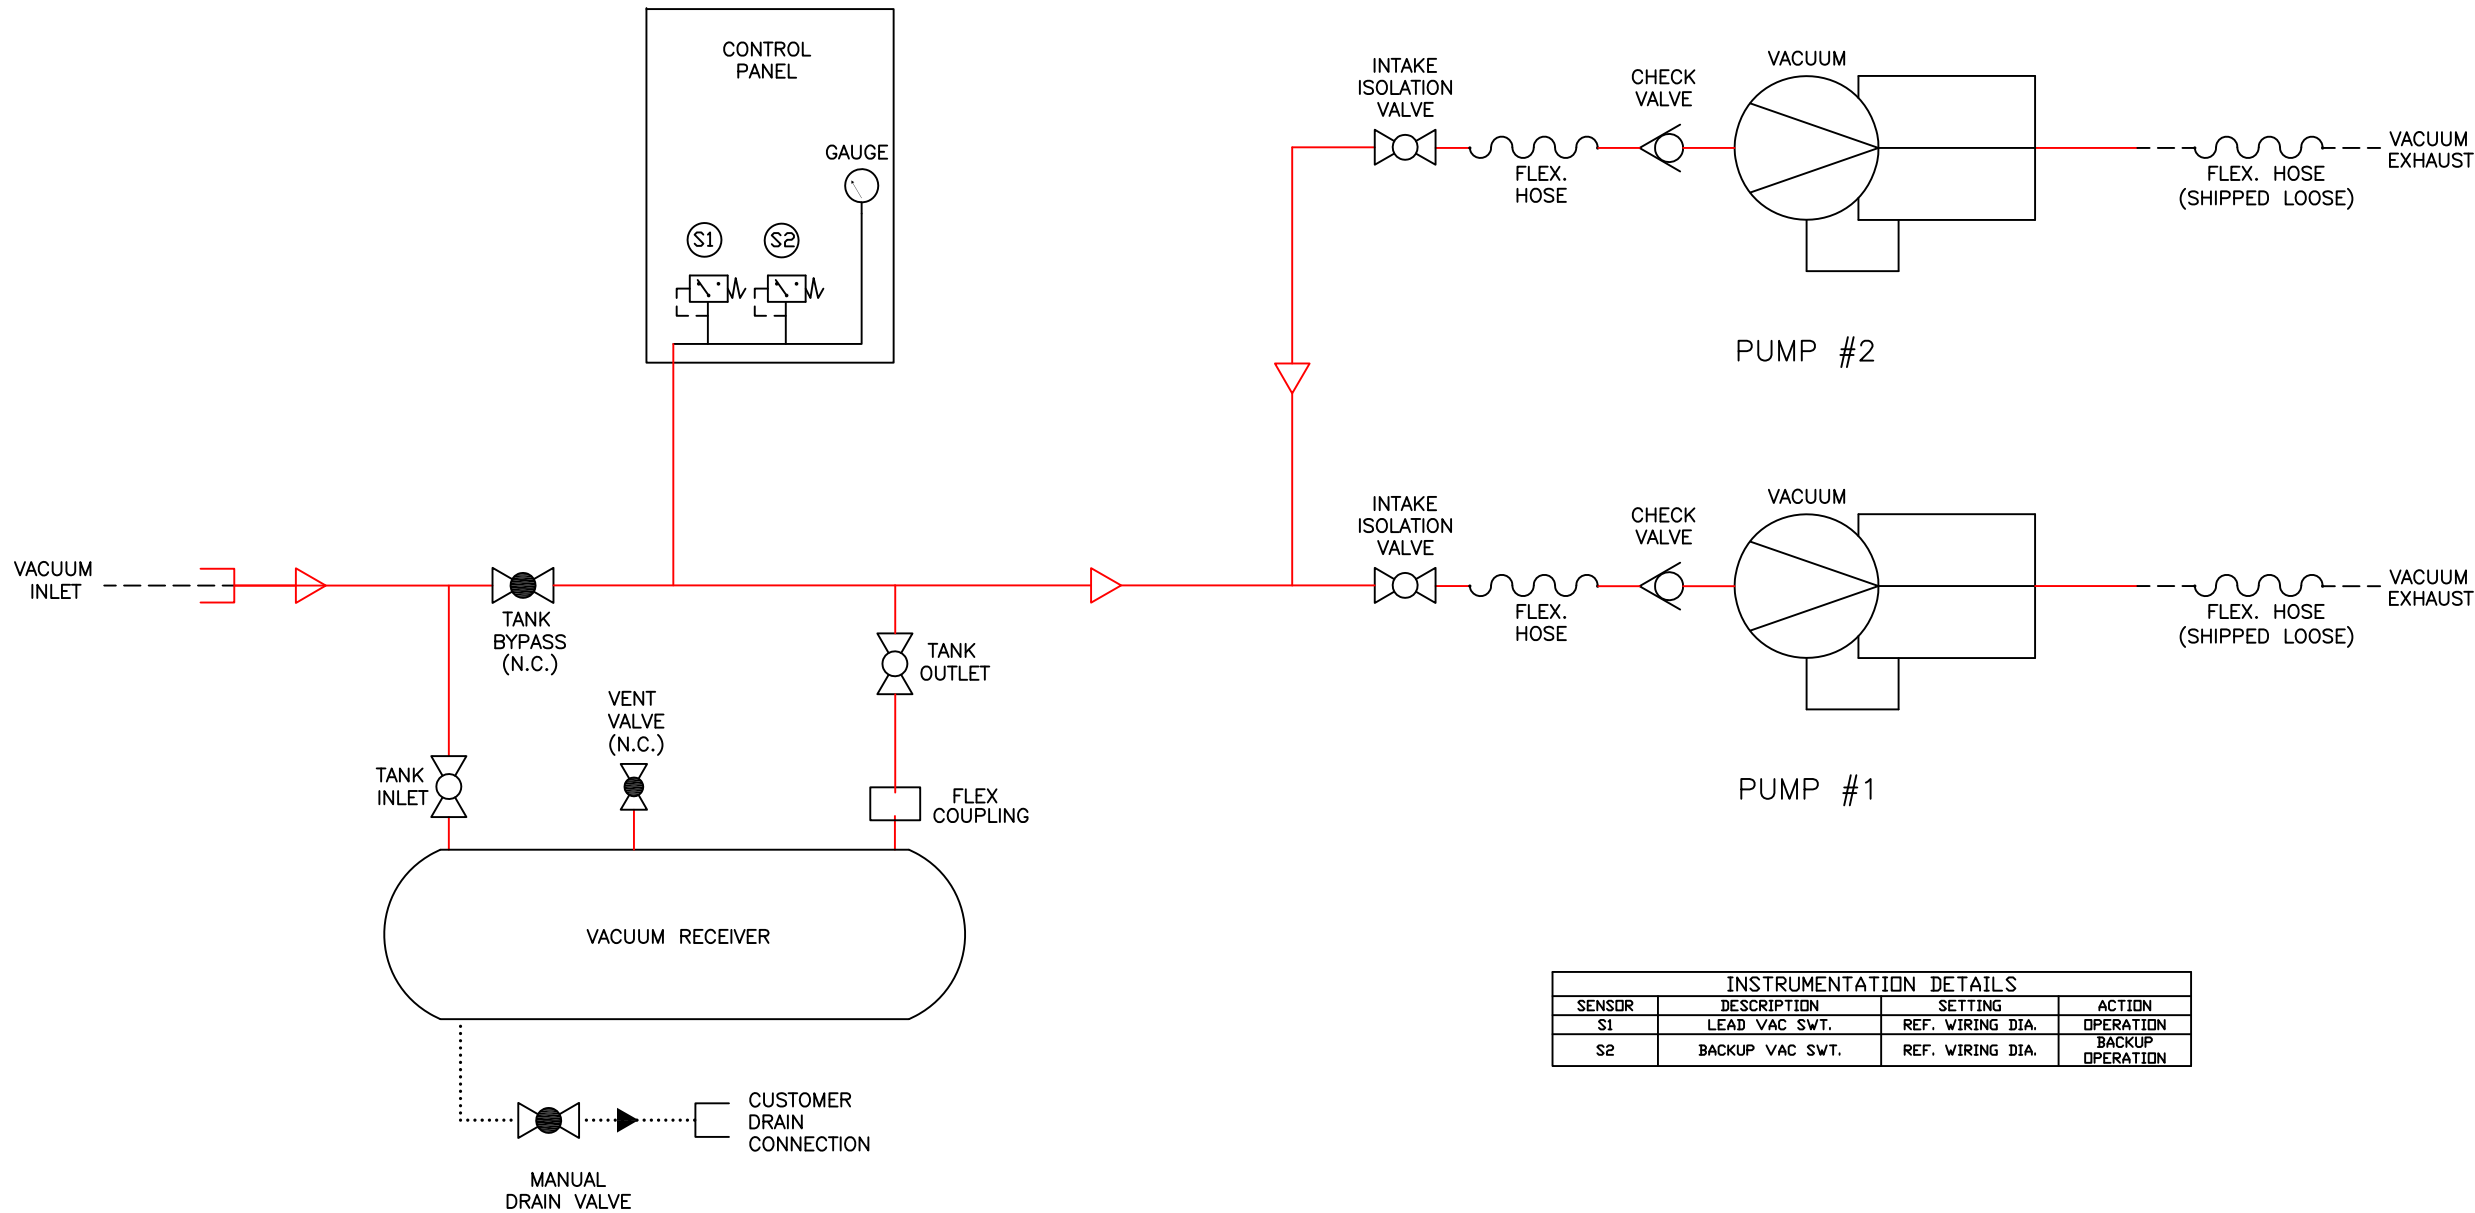 CONTROL
PANEL
GAUGE
S1
S2
INTAKE
ISOLATION
VALVE
FLEX.
HOSE
CHECK
VALVE
VACUUM
FLEX. HOSE
(SHIPPED LOOSE)
VACUUM
EXHAUST
PUMP #2
VACUUM
INLET
TANK
BYPASS
(N.C.)
VENT
VALVE
(N.C.)
TANK
INLET
TANK
OUTLET
FLEX
COUPLING
INTAKE
ISOLATION
VALVE
FLEX.
HOSE
CHECK
VALVE
VACUUM
FLEX. HOSE
(SHIPPED LOOSE)
VACUUM
EXHAUST
PUMP #1
VACUUM RECEIVER
CUSTOMER
DRAIN
CONNECTION
MANUAL
DRAIN VALVE
INSTRUMENTATION DETAILS
SENSOR DESCRIPTION SETTING ACTION
S1 LEAD VAC SWT. REF. WIRING DIA. OPERATION
S2 BACKUP VAC SWT. REF. WIRING DIA. BACKUP
OPERATION